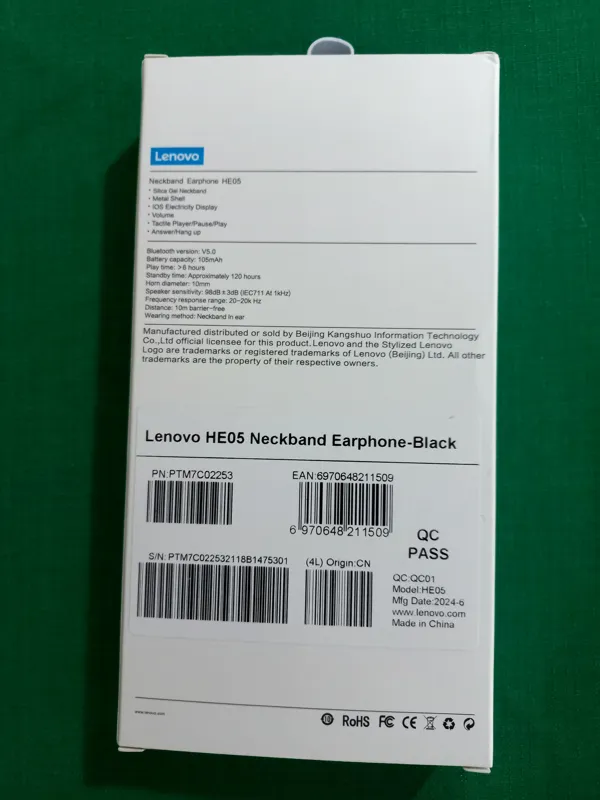 Lenovo
Neckband Earphone HE05
• Silica Gel Neckband
• Metal Shell
• IOS Electricity Display
• Volume
• Tactile Player/Pause/Play
• Answer/Hang up
Bluetooth version: V5.0
Battery capacity: 105mAh
Play time: >8 hours
Standby time: Approximately 120 hours
Horn diameter: 10mm
Speaker sensitivity: 98dB±3dB (IEC711 At 1kHz)
Frequency response range: 20-20k Hz
Distance: 10m barrier-free
Wearing method: Neckband in ear
Manufactured distributed or sold by Beijing Kangshuo Information Technology
Co.,Ltd official licensee for this product.Lenovo and the Stylized Lenovo
Logo are trademarks or registered trademarks of Lenovo (Beijing) Ltd. All other
trademarks are the property of their respective owners.
Lenovo HE05 Neckband Earphone-Black
PN:PTM7C02253
EAN:6970648211509
6 970648 211509
QC
PASS
S/N: PTM7C022532118B1475301
(4L) Origin:CN
QC:QC01
Model:HE05
Mfg Date:2024-6
www.lenovo.com
Made in China
www.lenovo.com
10 RoHS FC CE